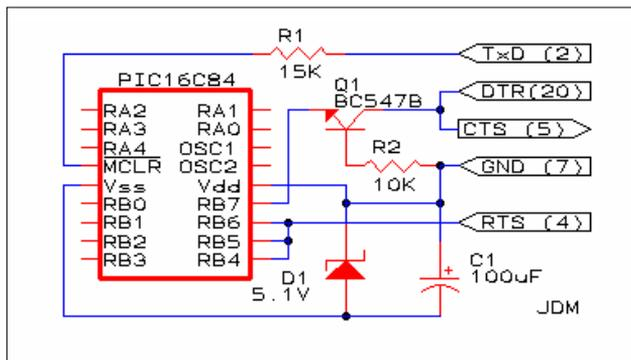 R1
TxD (2)
15K
PIC16C84
Q1
BC547B
DTR(20)
RA2 RA1
RA3 RA0
CTS (5)
RA4 OSC1
R2
MCLR OSC2
GND (7)
Vss Vdd
10K
RB0 RB7
RB1 RB6
RTS (4)
RB2 RB5
RB3 RB4
D1
5.1V
C1
+
100uF
JDM